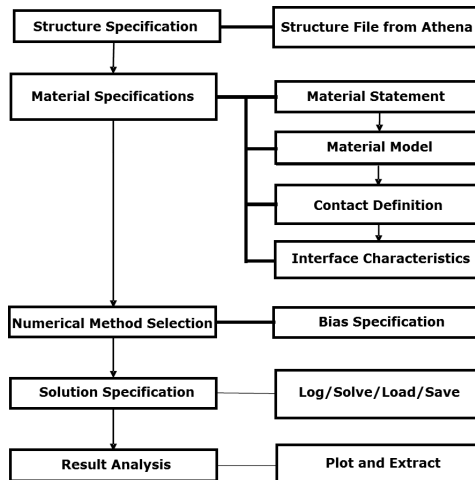 Structure Specification
Structure File from Athena
Material Specifications
Material Statement
Material Model
Contact Definition
Interface Characteristics
Numerical Method Selection
Bias Specification
Solution Specification
Log/Solve/Load/Save
Result Analysis
Plot and Extract